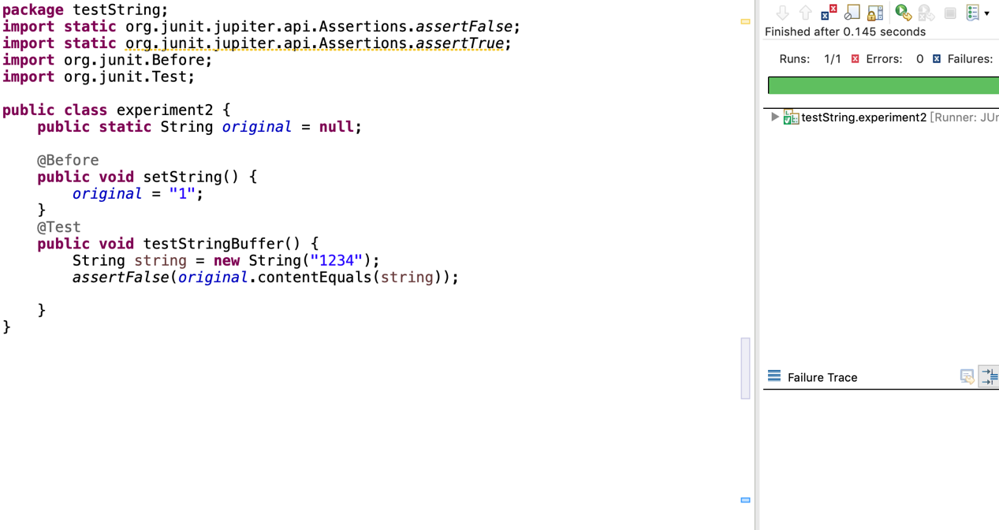 package testString;
import static org.junit.jupiter.api.Assertions.assertFalse;
import static org.junit.jupiter.api.Assertions.assertTrue;
import org.junit.Before;
import org.junit.Test;
public class experiment2 {
    public static String original = null;
    @Before
    public void setString() {
        original = "1";
    }
    @Test
    public void testStringBuffer() {
        String string = new String("1234");
        assertFalse(original.contentEquals(string));
    }
}
Finished after 0.145 seconds
Runs: 1/1 Errors: 0 Failures:
testString.experiment2 [Runner: JUn
Failure Trace